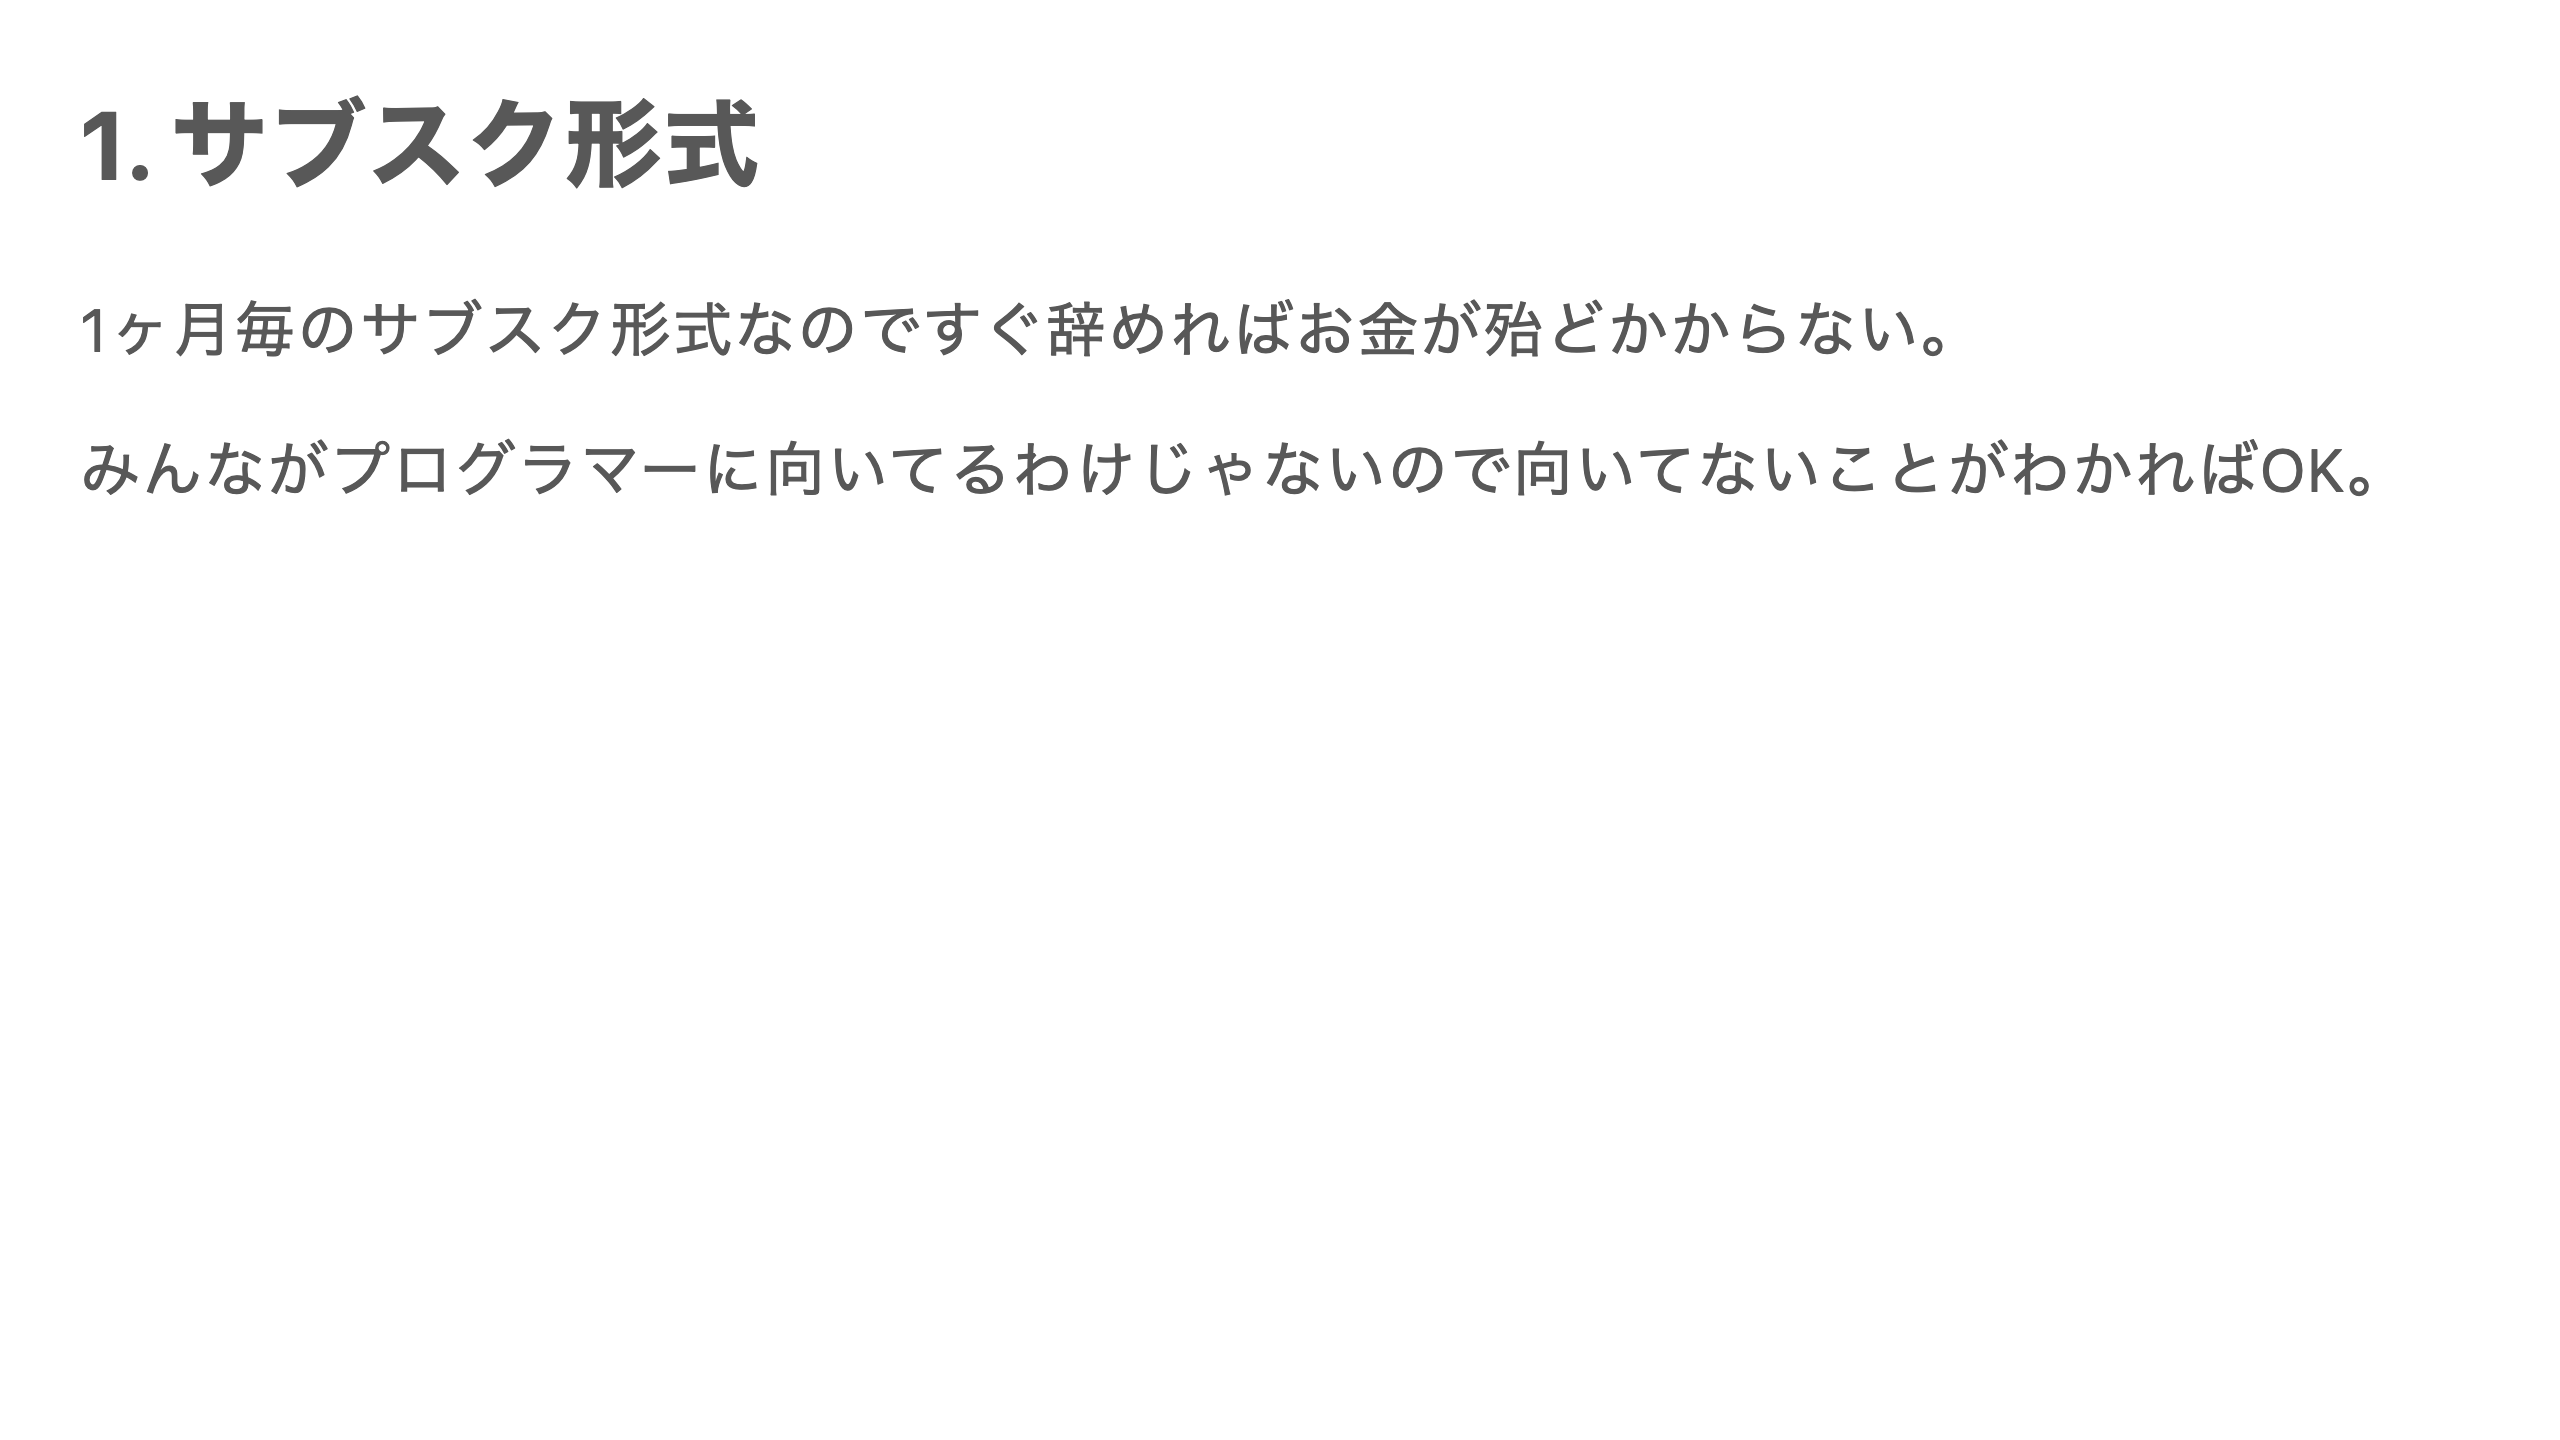 1. サブスク形式
1ヶ月毎のサブスク形式なのですぐ辞めればお金が殆どかからない。
みんながプログラマーに向いてるわけじゃないので向いてないことがわかればOK。